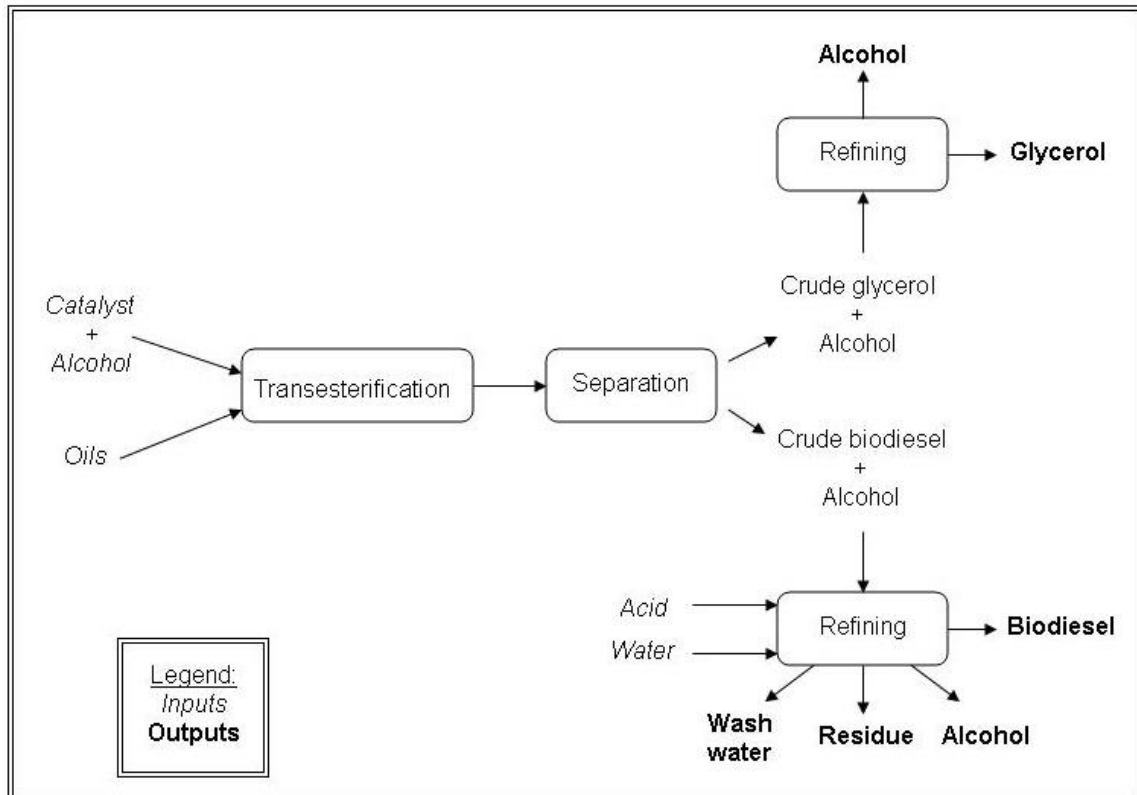 Alcohol
Refining
Glycerol
Crude glycerol
+
Alcohol
Catalyst
+
Alcohol
Transesterification
Separation
Oils
Crude biodiesel
+
Alcohol
Acid
Water
Refining
Biodiesel
Wash
water
Residue
Alcohol
Legend:
Inputs
Outputs